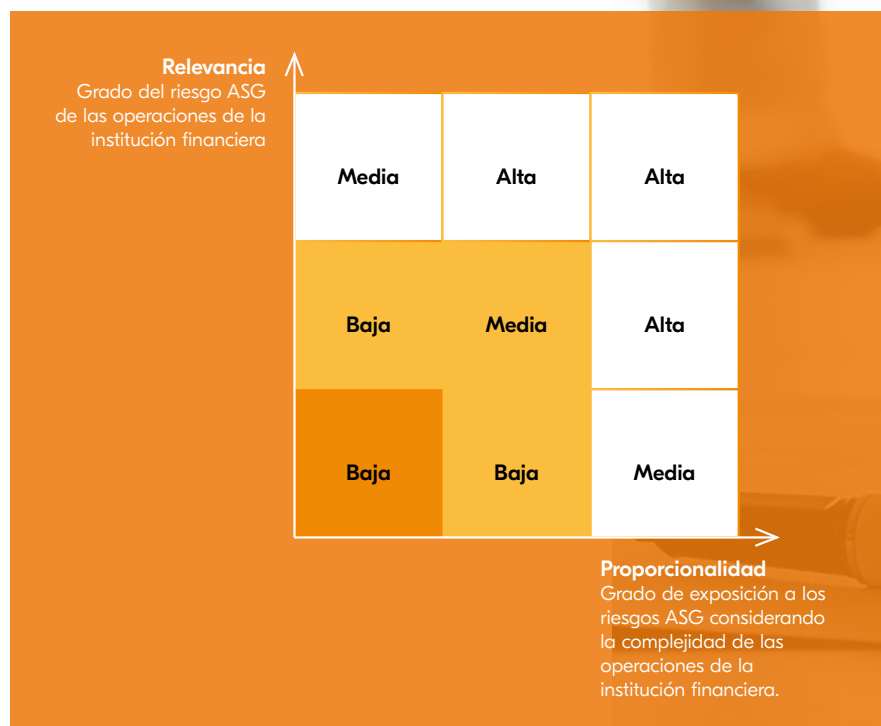 Relevancia
Grado del riesgo ASG
de las operaciones de la
institución financiera
Media
Alta
Alta
Baja
Media
Alta
Baja
Baja
Media
Proporcionalidad
Grado de exposición a los
riesgos ASG considerando
la complejidad de las
operaciones de la
institución financiera.